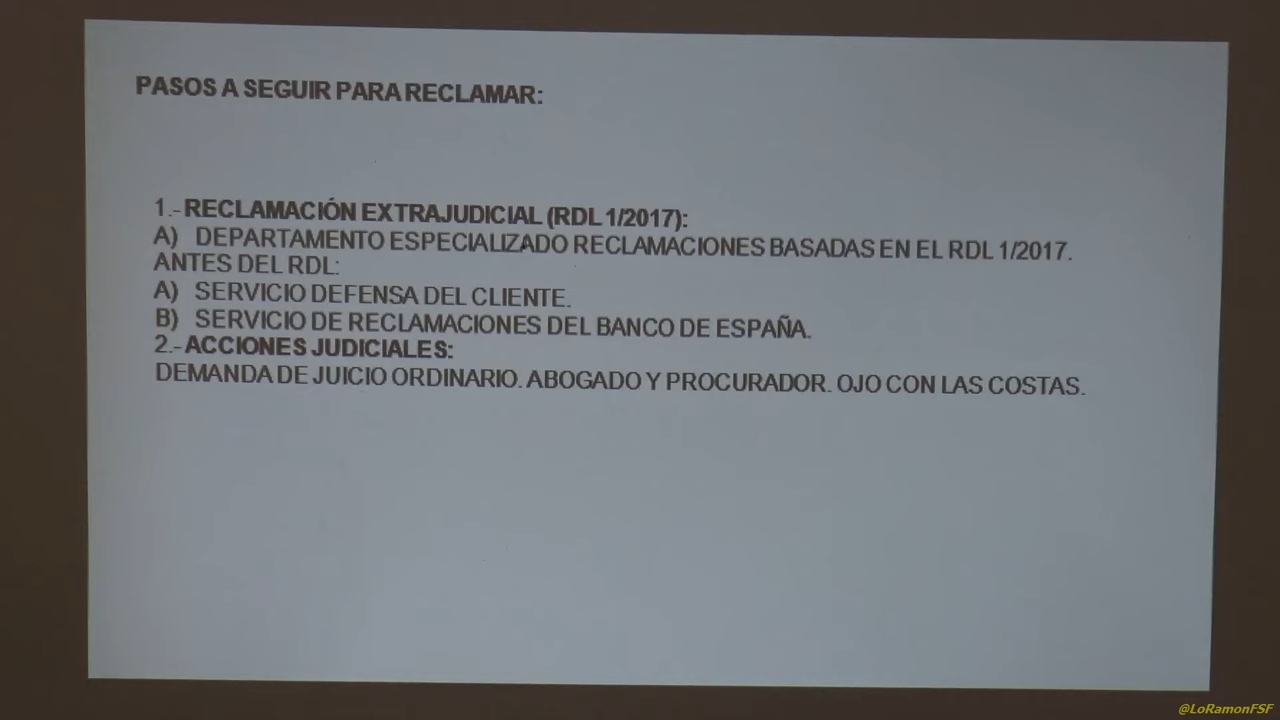 PASOS A SEGUIR PARA RECLAMAR:
1.- RECLAMACIÓN EXTRAJUDICIAL (RDL 1/2017):
A) DEPARTAMENTO ESPECIALIZADO RECLAMACIONES BASADAS EN EL RDL 1/2017.
ANTES DEL RDL:
A) SERVICIO DEFENSA DEL CLIENTE.
B) SERVICIO DE RECLAMACIONES DEL BANCO DE ESPAÑA.
2.- ACCIONES JUDICIALES:
DEMANDA DE JUICIO ORDINARIO. ABOGADO Y PROCURADOR. OJO CON LAS COSTAS.
@LoRamonFSF